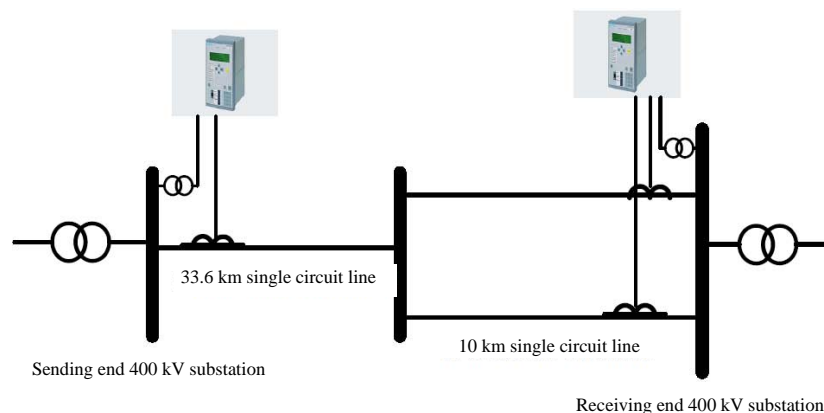 33.6 km single circuit line
10 km single circuit line
Sending end 400 kV substation
Receiving end 400 kV substation